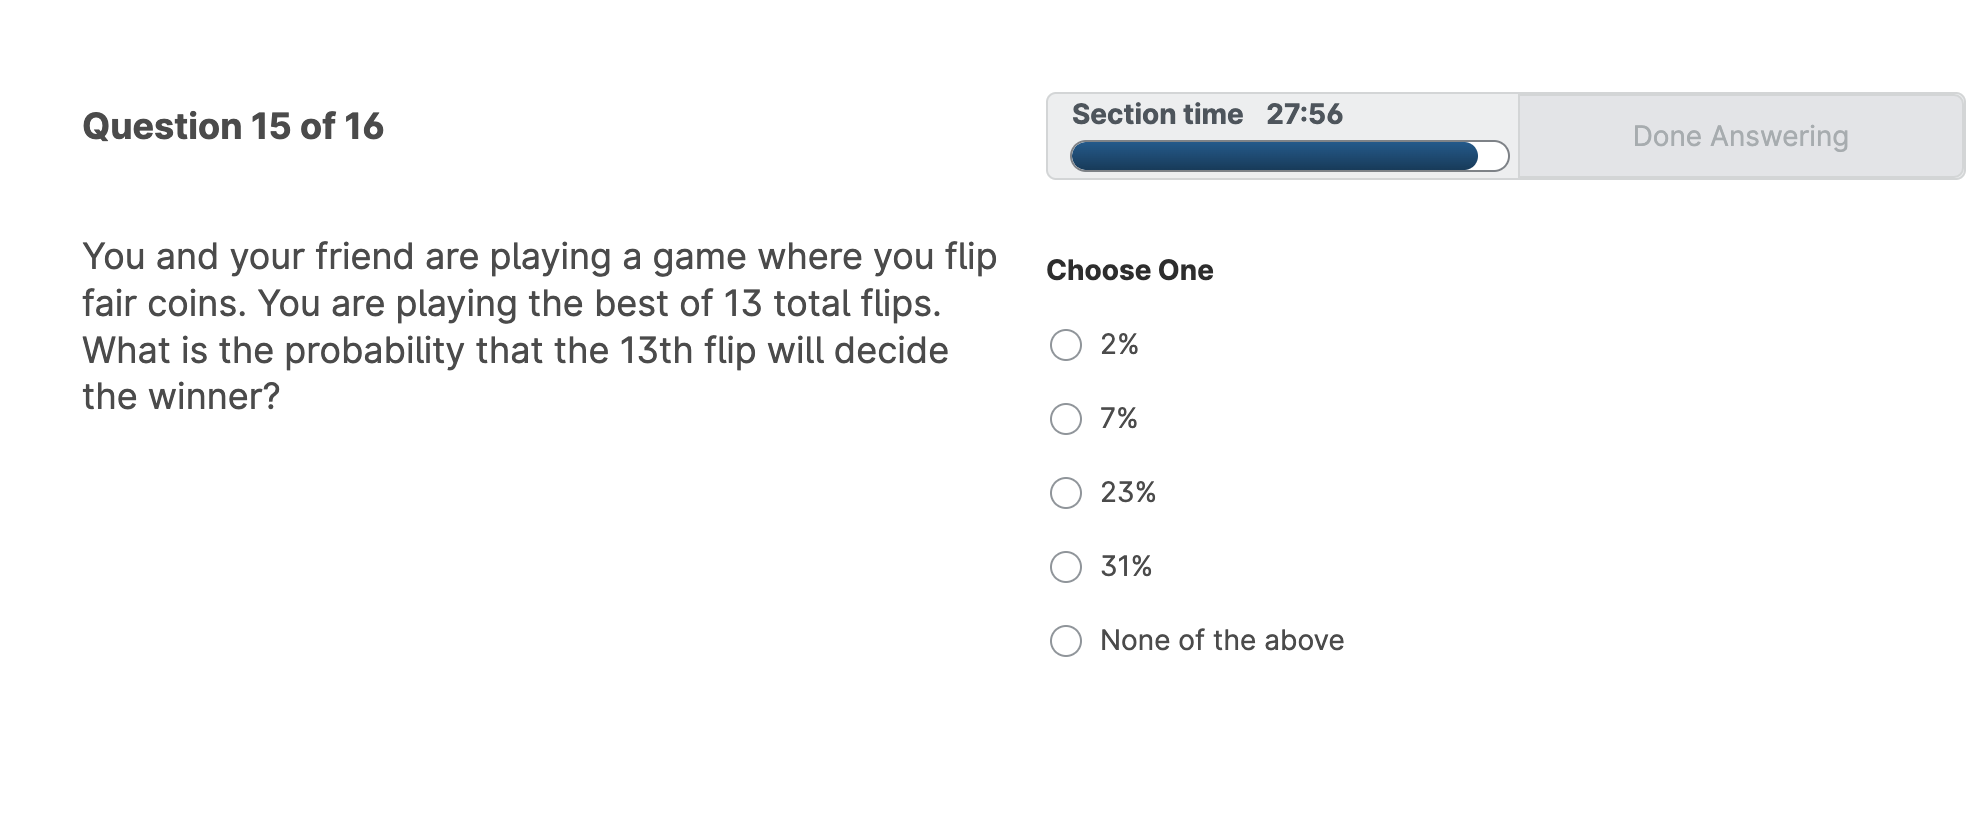 Question 15 of 16
Section time 27:56
Done Answering
You and your friend are playing a game where you flip
fair coins. You are playing the best of 13 total flips.
What is the probability that the 13th flip will decide
the winner?
Choose One
2%
7%
23%
31%
None of the above